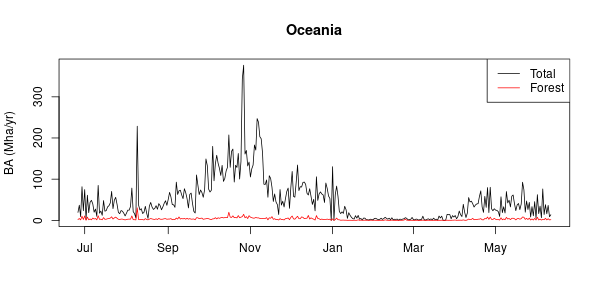 Oceania
Total
Forest
BA (Mha/yr)
300
200
100
0
Jul Sep Nov Jan Mar May